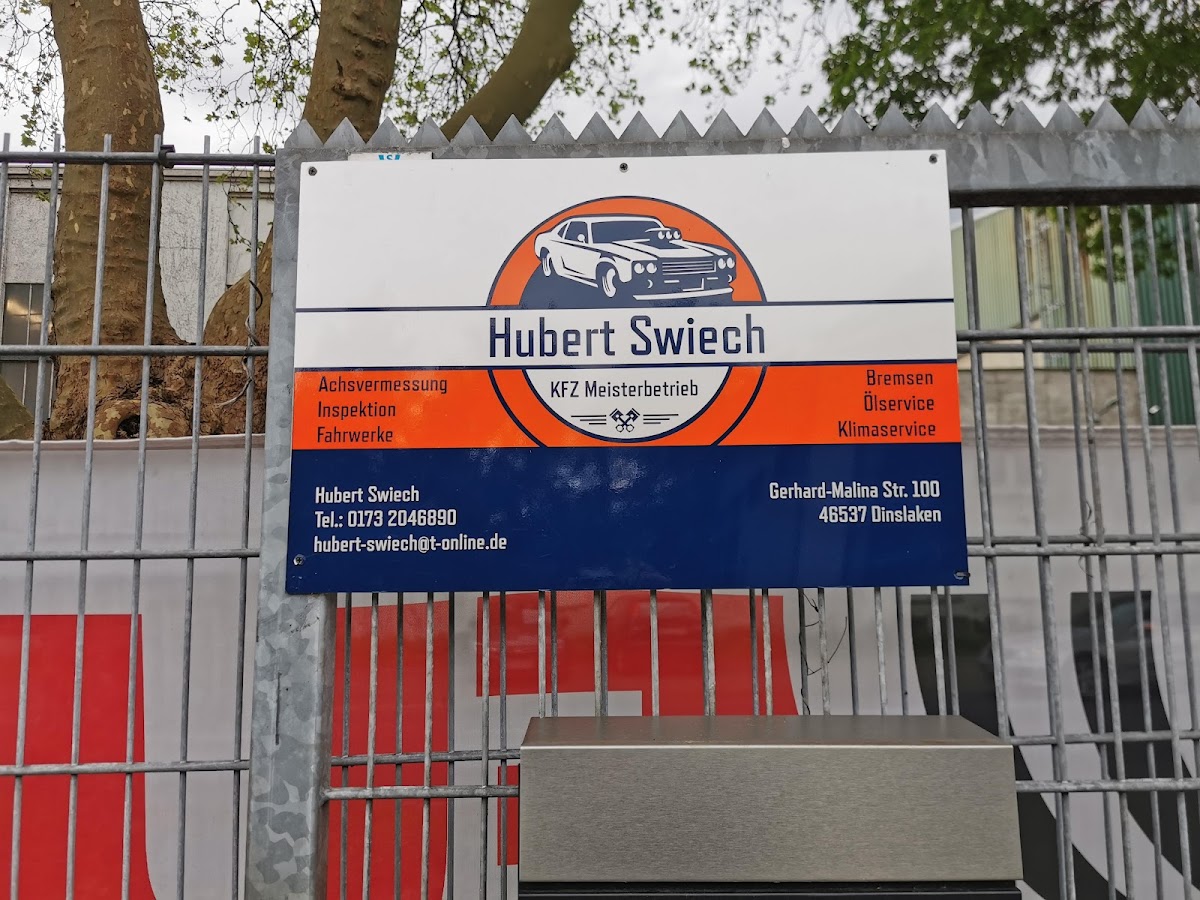 Hubert Swiech
KFZ Meisterbetrieb
Achsvermessung
Inspektion
Fahrwerke
Bremsen
Ölservice
Klimaservice
Hubert Swiech
Tel.: 0173 2046890
hubert-swiech@t-online.de
Gerhard-Malina Str. 100
46537 Dinslaken